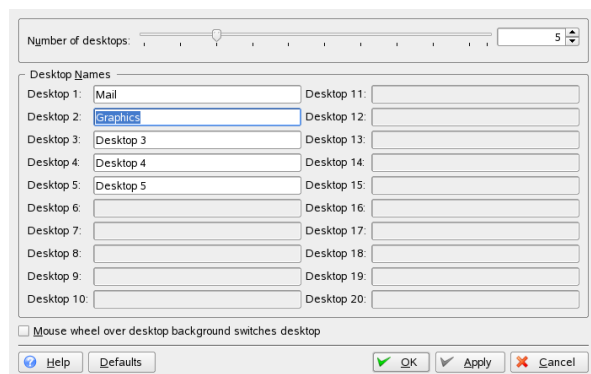 Number of desktops: 5
Desktop Names
Desktop 1: Mail Desktop 11:
Desktop 2: Graphics Desktop 12:
Desktop 3: Desktop 3 Desktop 13:
Desktop 4: Desktop 4 Desktop 14:
Desktop 5: Desktop 5 Desktop 15:
Desktop 6: Desktop 16:
Desktop 7: Desktop 17:
Desktop 8: Desktop 18:
Desktop 9: Desktop 19:
Desktop 10: Desktop 20:
Mouse wheel over desktop background switches desktop
Help Defaults OK Apply Cancel